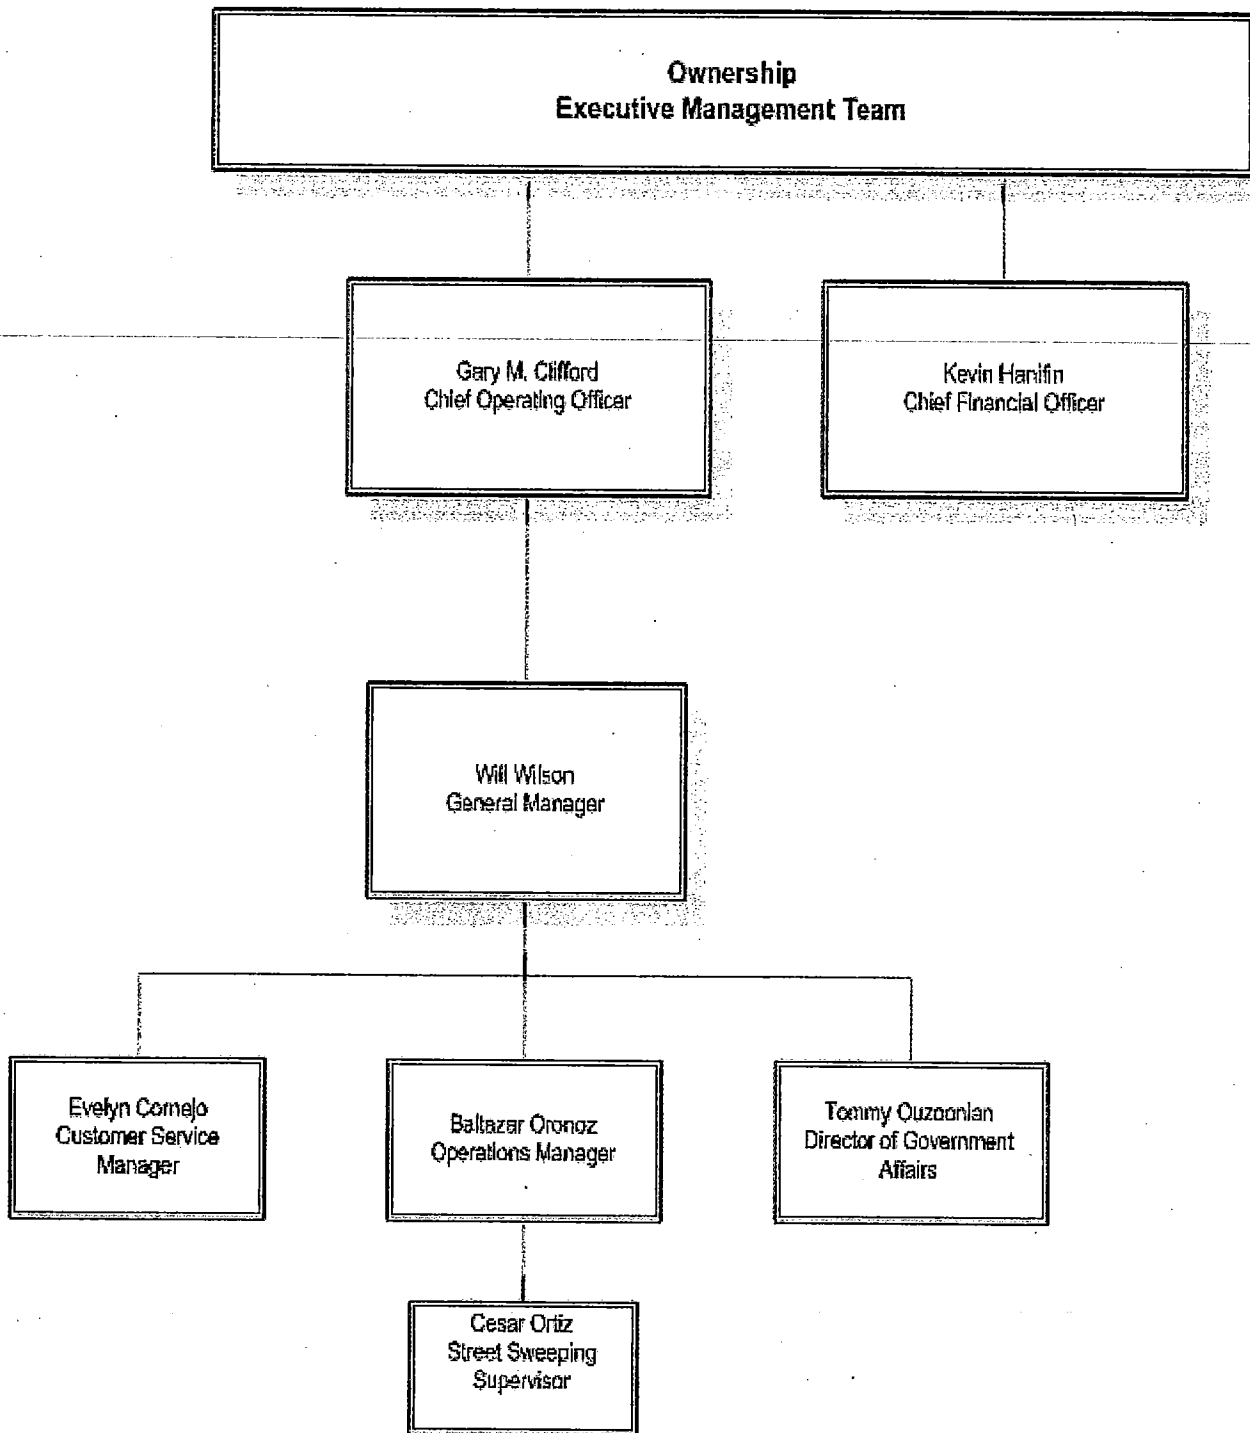 Ownership
Executive Management Team
Gary M. Clifford
Chief Operating Officer
Kevin Hanifin
Chief Financial Officer
Will Wilson
General Manager
Evelyn Cornejo
Customer Service
Manager
Baltazar Oronoz
Operations Manager
Tommy Ouzoonian
Director of Government
Affairs
Cesar Ortiz
Street Sweeping
Supervisor